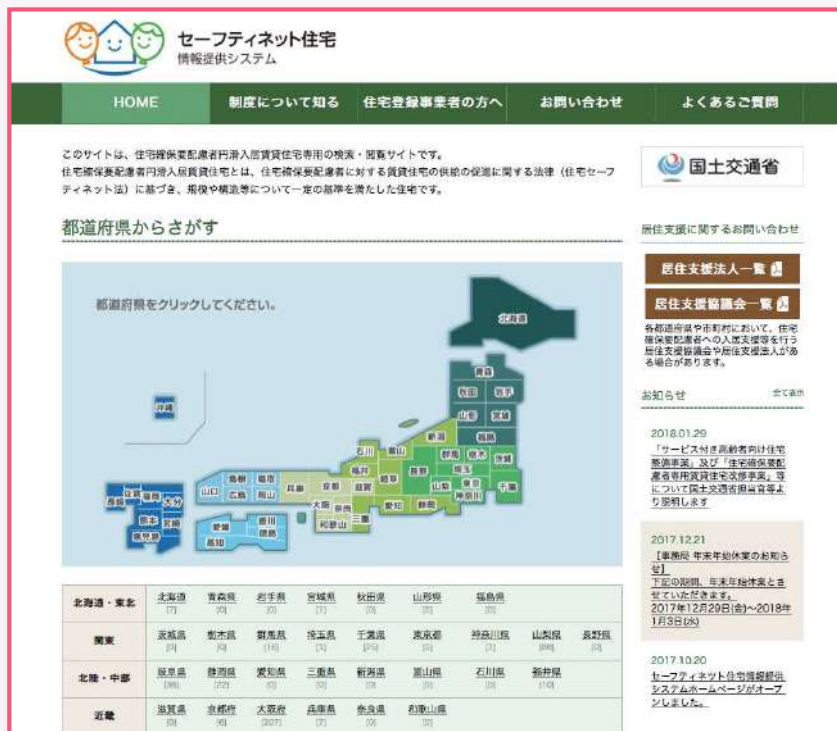 セーフティネット住宅
情報提供システム
HOME
制度について知る
住宅登録事業者の方へ
お問い合わせ
よくあるご質問
このサイトは、住宅確保要配慮者円滑入居賃貸住宅専用の検索・閲覧サイトです。
住宅確保要配慮者円滑入居賃貸住宅とは、住宅確保要配慮者に対する賃貸住宅の供給の促進に関する法律（住宅セーフ
ティネット法）に基づき、規模や構造等について一定の基準を満たした住宅です。
国土交通省
都道府県からさがす
都道府県をクリックしてください。
北海道
青森
秋田 岩手
山形 宮城
福島
沖縄
新潟
石川 富山
群馬 栃木 茨城
福井 岐阜 長野 埼玉
島根 鳥取 兵庫 京都 滋賀 山梨 東京 千葉
山口 広島 岡山 神奈川
大阪 奈良 愛知 静岡
和歌山 三重
長崎 佐賀 福岡 大分
熊本 宮崎
鹿児島
愛媛 香川
高知 徳島
居住支援に関するお問い合わせ
居住支援法人一覧
居住支援協議会一覧
各都道府県や市町村において、住宅
確保要配慮者への入居支援等を行う
居住支援協議会や居住支援法人があ
る場合があります。
お知らせ 全て表示
2018.01.29
「サービス付き高齢者向け住宅
整備事業」及び「住宅確保要配
慮者専用賃貸住宅改修事業」等
について国土交通省担当官等よ
り説明します
2017.12.21
【事務局 年末年始休業のお知ら
せ】
下記の期間、年末年始休業とさ
せていただきます。
2017年12月29日(金)～2018年
1月3日(水)
2017.10.20
セーフティネット住宅情報提供
システムホームページがオープ
ンしました。
北海道・東北 北海道 青森県 岩手県 宮城県 秋田県 山形県 福島県
[7] [0] [0] [1] [0] [0] [0]
関東 茨城県 栃木県 群馬県 埼玉県 千葉県 東京都 神奈川県 山梨県 長野県
北陸・中部 岐阜県 静岡県 愛知県 三重県 新潟県 富山県 石川県 福井県
近畿 滋賀県 京都府 大阪府 兵庫県 奈良県 和歌山県